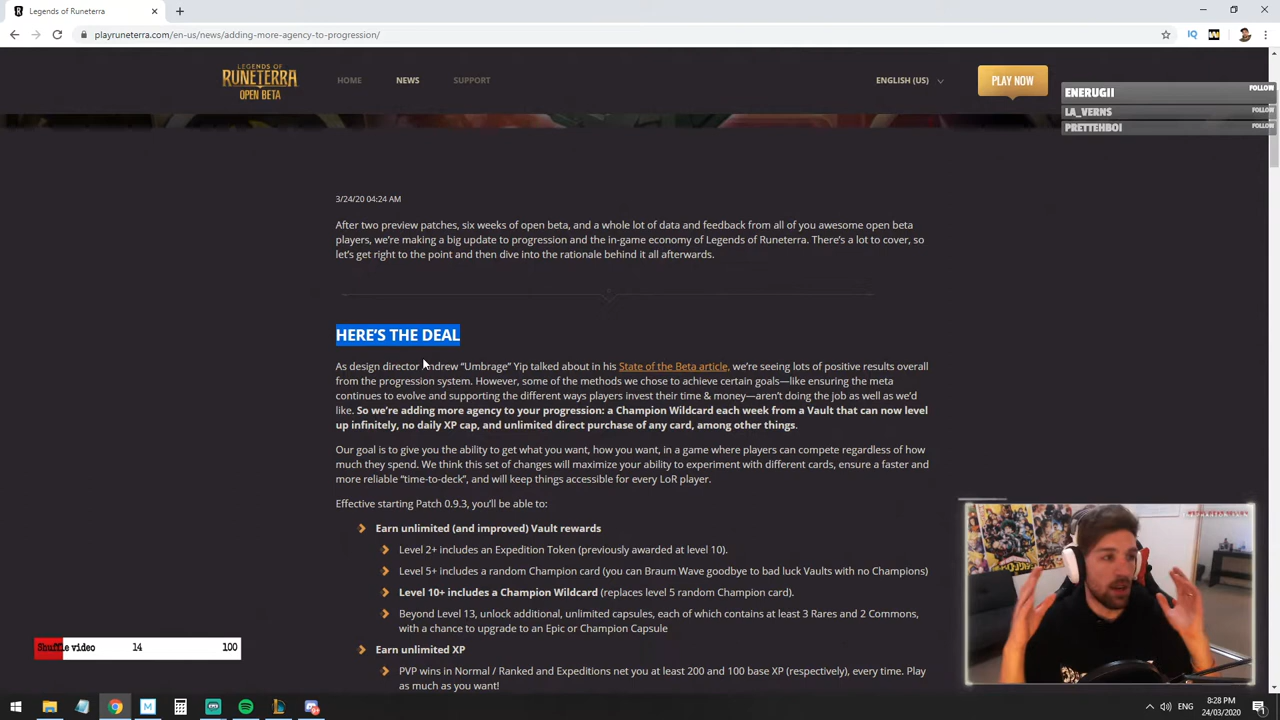 Legends of Runeterra
playruneterra.com/en-us/news/adding-more-agency-to-progression/
IQ
LEGENDS OF
RUNETERRA
OPEN BETA
HOME
NEWS
SUPPORT
ENGLISH (US)
PLAY NOW
ENERUGII
FOLLOW
LA_VERNS
FOLLOW
PRETTEHBOI
FOLLOW
3/24/20 04:24 AM
After two preview patches, six weeks of open beta, and a whole lot of data and feedback from all of you awesome open beta
players, we're making a big update to progression and the in-game economy of Legends of Runeterra. There's a lot to cover, so
let's get right to the point and then dive into the rationale behind it all afterwards.
HERE'S THE DEAL
As design director Andrew “Umbrage” Yip talked about in his State of the Beta article, we're seeing lots of positive results overall
from the progression system. However, some of the methods we chose to achieve certain goals—like ensuring the meta
continues to evolve and supporting the different ways players invest their time & money—aren't doing the job as well as we'd
like. So we're adding more agency to your progression: a Champion Wildcard each week from a Vault that can now level
up infinitely, no daily XP cap, and unlimited direct purchase of any card, among other things.
Our goal is to give you the ability to get what you want, how you want, in a game where players can compete regardless of how
much they spend. We think this set of changes will maximize your ability to experiment with different cards, ensure a faster and
more reliable “time-to-deck”, and will keep things accessible for every LoR player.
Effective starting Patch 0.9.3, you'll be able to:
Earn unlimited (and improved) Vault rewards
Level 2+ includes an Expedition Token (previously awarded at level 10).
Level 5+ includes a random Champion card (you can Braum Wave goodbye to bad luck Vaults with no Champions)
Level 10+ includes a Champion Wildcard (replaces level 5 random Champion card).
Beyond Level 13, unlock additional, unlimited capsules, each of which contains at least 3 Rares and 2 Commons,
with a chance to upgrade to an Epic or Champion Capsule
Earn unlimited XP
PVP wins in Normal / Ranked and Expeditions net you at least 200 and 100 base XP (respectively), every time. Play
as much as you want!
Shuffle video 14 100
ENG
8:28 PM
24/03/2020